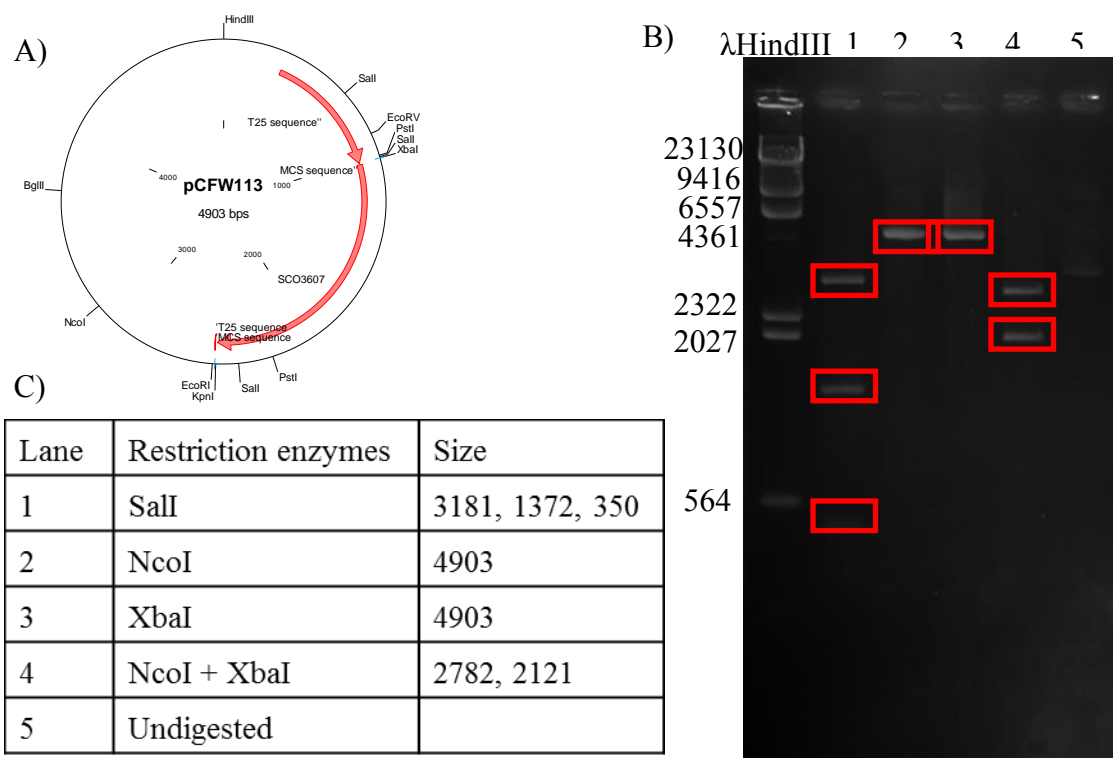 A)
HindIII
SalI
EcoRV
PstI
SalI
XbaI
T25 sequence"
MCS sequence"
BglII
4000
pCFW113
1000
4903 bps
3000
2000
SCO3607
NcoI
'T25 sequence
'MCS sequence
EcoRI
KpnI
SalI
PstI
B)
λHindIII 1 2 3 4 5
23130
9416
6557
4361
2322
2027
564
C)
Lane Restriction enzymes Size
1 SalI 3181, 1372, 350
2 NcoI 4903
3 XbaI 4903
4 NcoI + XbaI 2782, 2121
5 Undigested